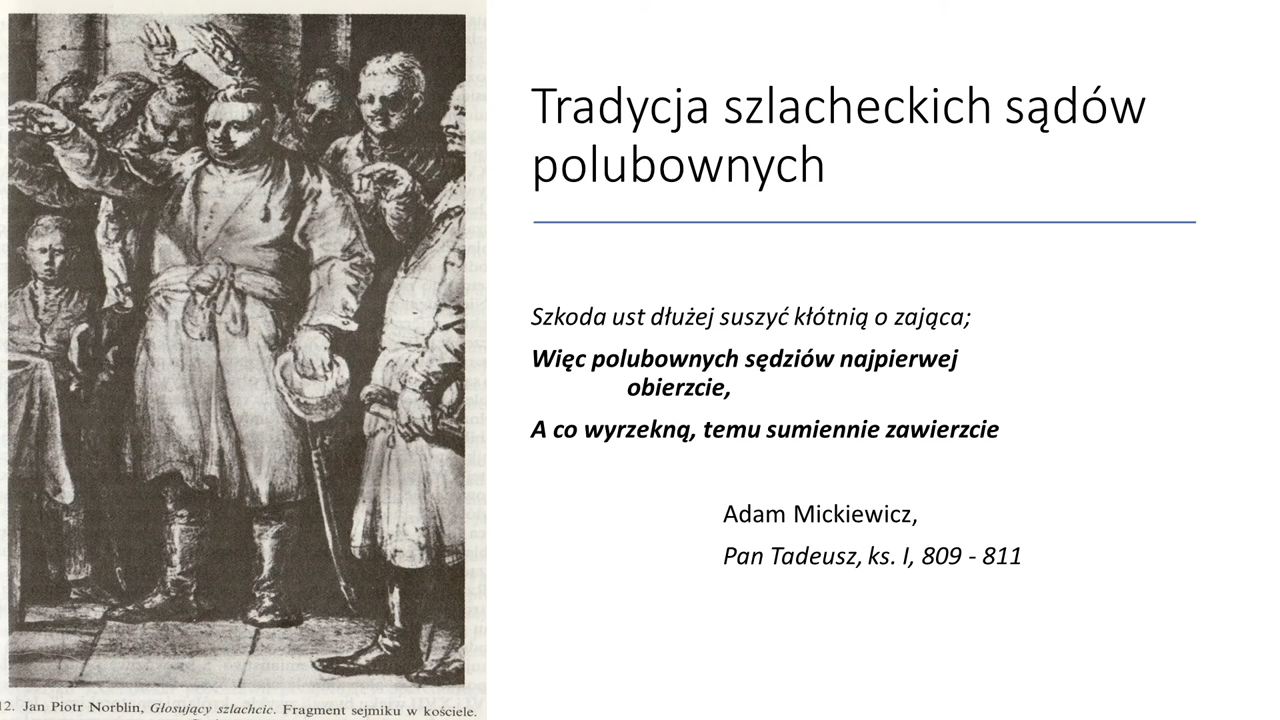 Tradycja szlacheckich sądów
polubownych
Szkoda ust dłużej suszyć kłótnią o zająca;
Więc polubownych sędziów najpierwej
obierzcie,
A co wyrzekną, temu sumiennie zawierzcie
Adam Mickiewicz,
Pan Tadeusz, ks. I, 809 - 811
12. Jan Piotr Norblin, Głosujący szlachcic. Fragment sejmiku w kościele.